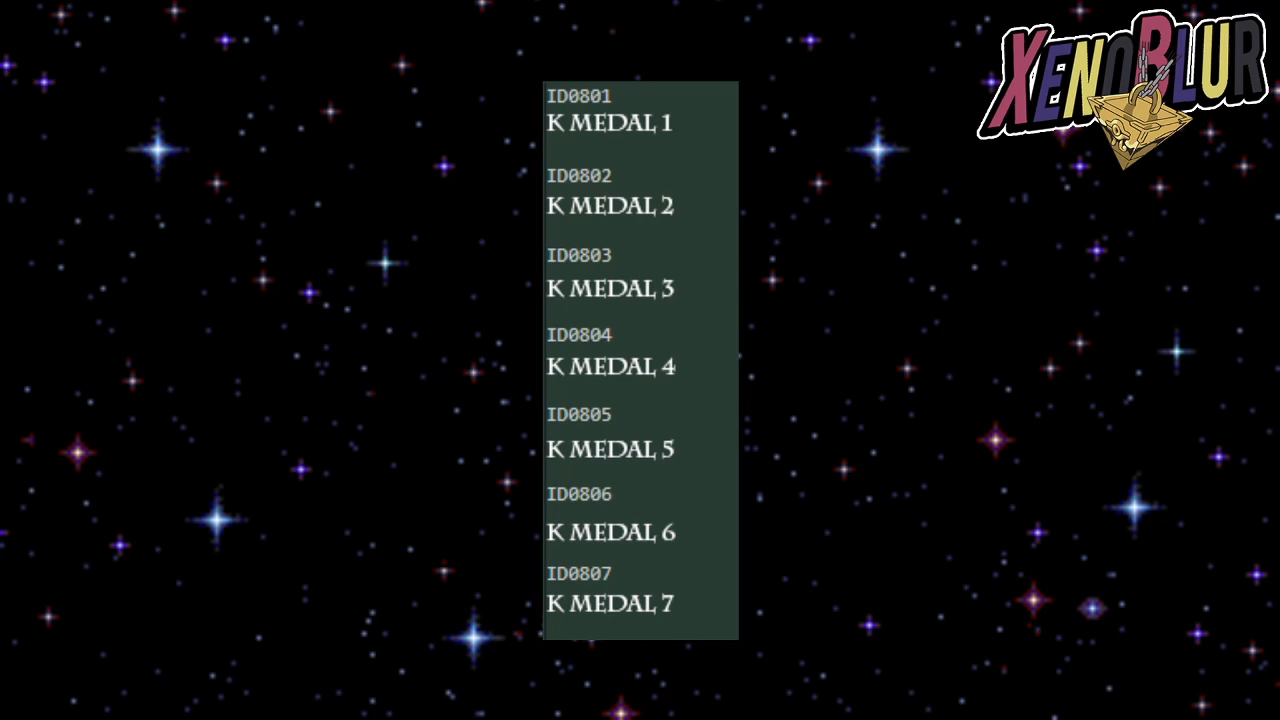 XENOBLUR
ID0801
K MEDAL 1
ID0802
K MEDAL 2
ID0803
K MEDAL 3
ID0804
K MEDAL 4
ID0805
K MEDAL 5
ID0806
K MEDAL 6
ID0807
K MEDAL 7